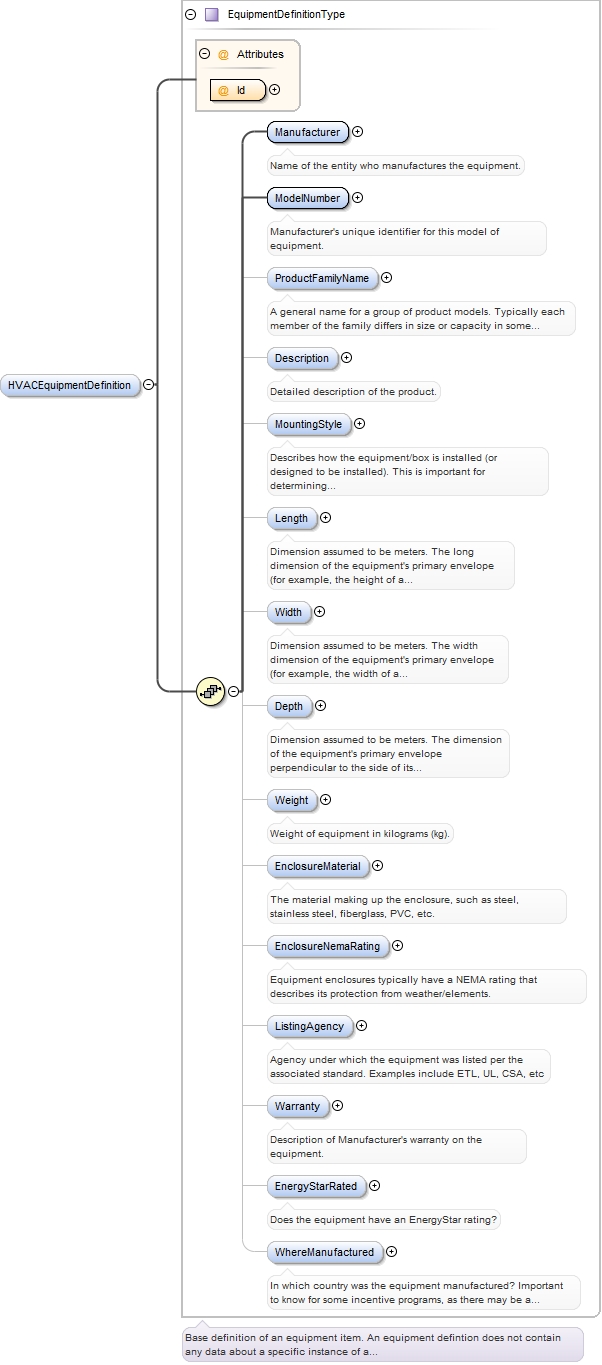 EquipmentDefinitionType
@ Attributes
@ Id
Manufacturer
Name of the entity who manufactures the equipment.
ModelNumber
Manufacturer's unique identifier for this model of
equipment.
ProductFamilyName
A general name for a group of product models. Typically each
member of the family differs in size or capacity in some...
Description
Detailed description of the product.
HVACEquipmentDefinition
MountingStyle
Describes how the equipment/box is installed (or
designed to be installed). This is important for
determining...
Length
Dimension assumed to be meters. The long
dimension of the equipment's primary envelope
(for example, the height of a...
Width
Dimension assumed to be meters. The width
dimension of the equipment's primary envelope
(for example, the width of a...
Depth
Dimension assumed to be meters. The dimension
of the equipment's primary envelope
perpendicular to the side of its...
Weight
Weight of equipment in kilograms (kg).
EnclosureMaterial
The material making up the enclosure, such as steel,
stainless steel, fiberglass, PVC, etc.
EnclosureNemaRating
Equipment enclosures typically have a NEMA rating that
describes its protection from weather/elements.
ListingAgency
Agency under which the equipment was listed per the
associated standard. Examples include ETL, UL, CSA, etc
Warranty
Description of Manufacturer's warranty on the
equipment.
EnergyStarRated
Does the equipment have an EnergyStar rating?
WhereManufactured
In which country was the equipment manufactured? Important
to know for some incentive programs, as there may be a...
Base definition of an equipment item. An equipment defintion does not contain
any data about a specific instance of a...